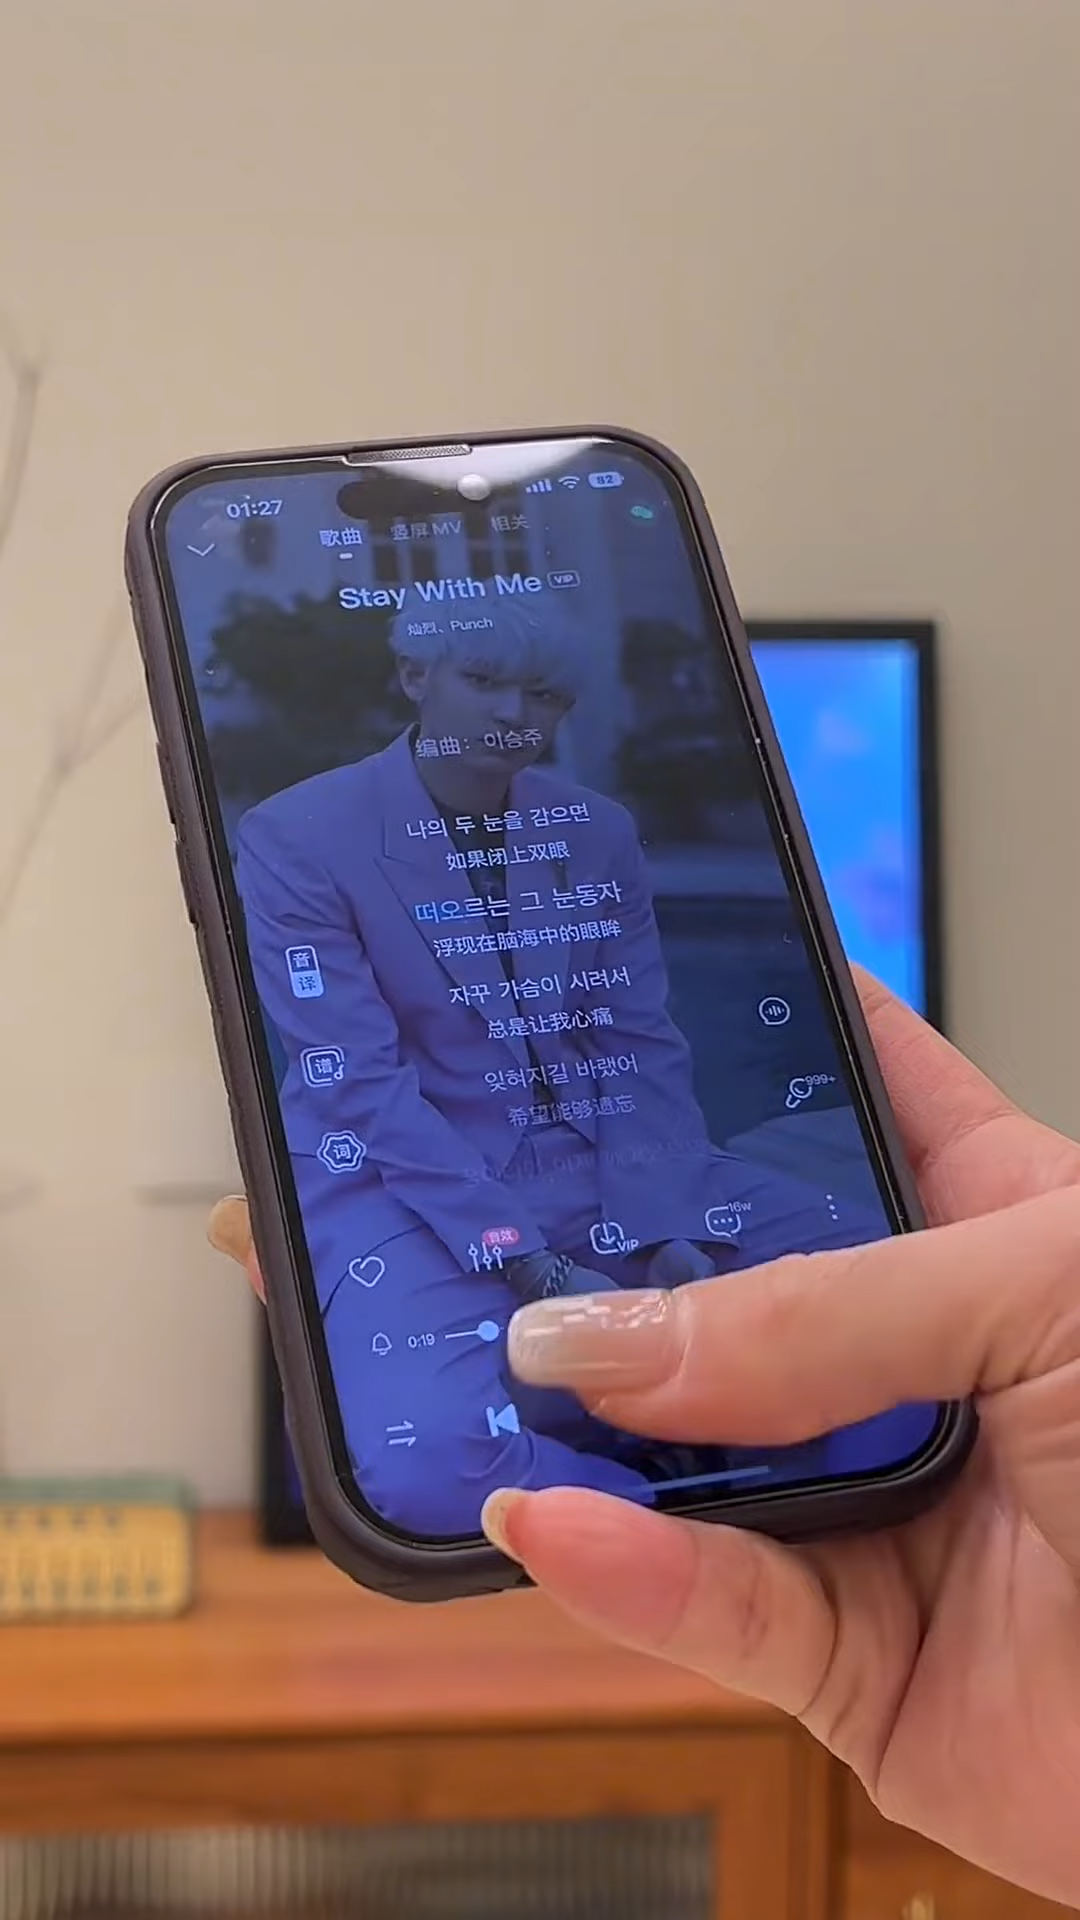 01:27
82
歌曲 竖屏MV 相关
Stay With Me VIP
灿烈、Punch
编曲：이승주
나의 두 눈을 감으면
如果闭上双眼
떠오르는 그 눈동자
浮现在脑海中的眼眸
자꾸 가슴이 시려서
总是让我心痛
잊혀지길 바랬어
希望能够遗忘
音
译
谱
词
999+
音效
VIP
16w
0:19